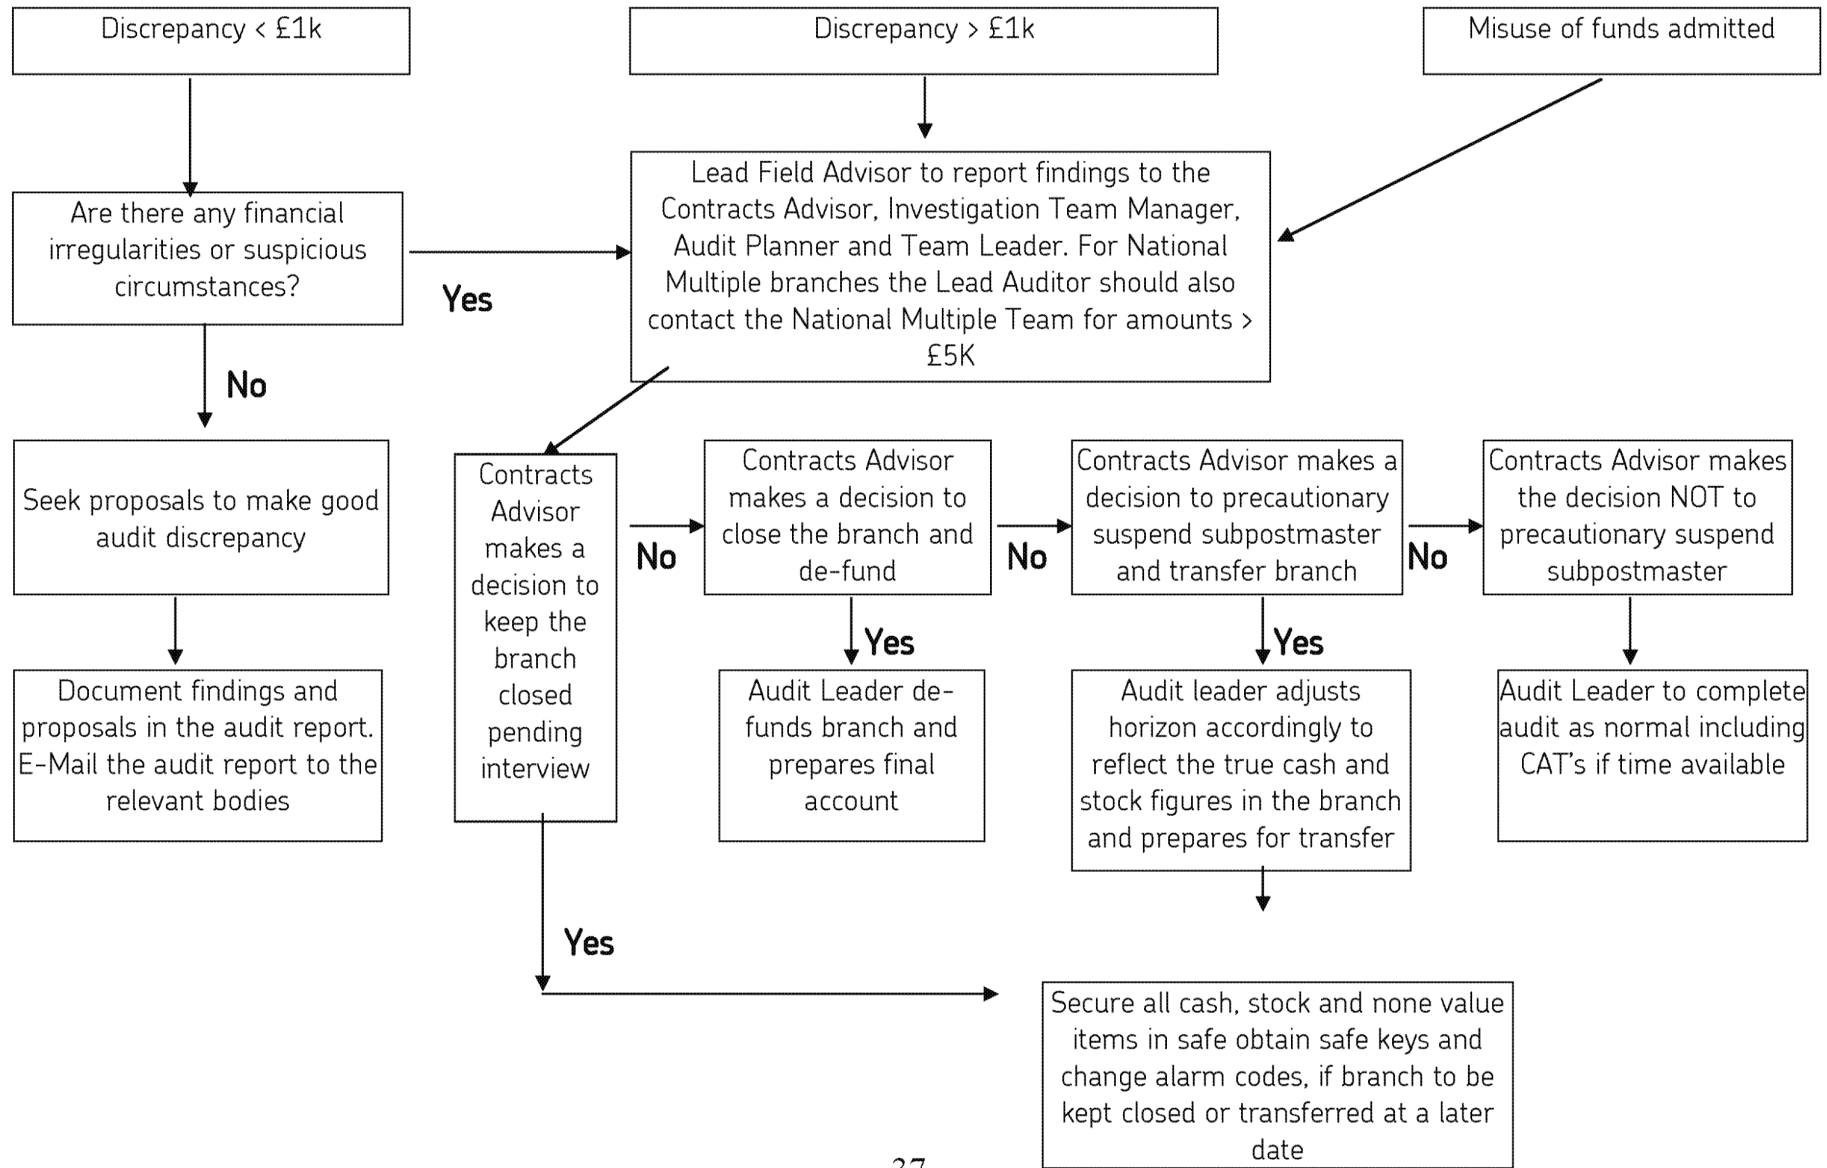 Discrepancy < £1k
Discrepancy > £1k
Misuse of funds admitted
Are there any financial
irregularities or suspicious
circumstances?
Yes
Lead Field Advisor to report findings to the
Contracts Advisor, Investigation Team Manager,
Audit Planner and Team Leader. For National
Multiple branches the Lead Auditor should also
contact the National Multiple Team for amounts >
£5K
No
Seek proposals to make good
audit discrepancy
Document findings and
proposals in the audit report.
E-Mail the audit report to the
relevant bodies
Contracts
Advisor
makes a
decision to
keep the
branch
closed
pending
interview
No
Contracts Advisor
makes a decision to
close the branch and
de-fund
No
Contracts Advisor makes a
decision to precautionary
suspend subpostmaster
and transfer branch
No
Contracts Advisor makes
the decision NOT to
precautionary suspend
subpostmaster
Yes
Audit Leader de-
funds branch and
prepares final
account
Yes
Audit leader adjusts
horizon accordingly to
reflect the true cash and
stock figures in the branch
and prepares for transfer
Audit Leader to complete
audit as normal including
CAT's if time available
Yes
Secure all cash, stock and none value
items in safe obtain safe keys and
change alarm codes, if branch to be
kept closed or transferred at a later
date